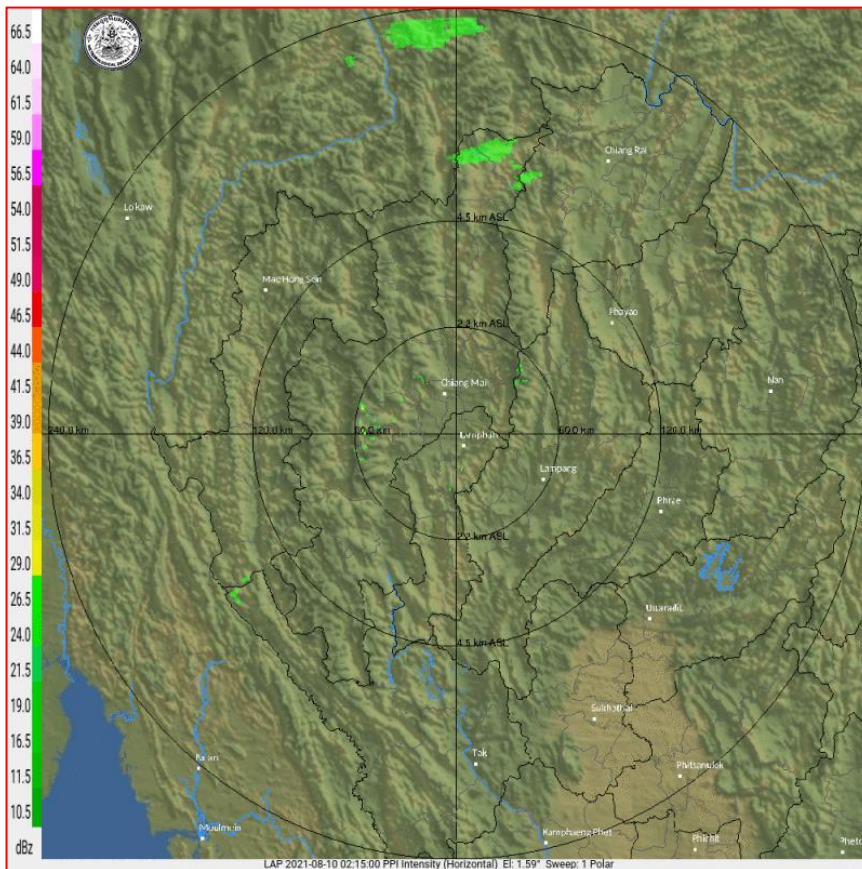 66.5
64.0
61.5
59.0
56.5
54.0
51.5
49.0
46.5
44.0
41.5
39.0
36.5
34.0
31.5
29.0
26.5
24.0
21.5
19.0
16.5
11.5
10.5
dBz
Chiang Rai
Loikaw
4.5 km ASL
Mae Hong Son
Phayao
2.2 km ASL
Chiang Mai
Nan
240.0 km
120.0 km
60.0 km
60.0 km
120.0 km
Lamphun
Lampang
Phrae
2.2 km ASL
Uttaradit
4.5 km ASL
Sukhothai
Tak
Pa'an
Phitsanulok
Moulmein
Kamphaeng Phet
Phichit
Phetc
LAP 2021-08-10 02:15:00 PPI Intensity (Horizontal) El: 1.59° Sweep: 1 Polar